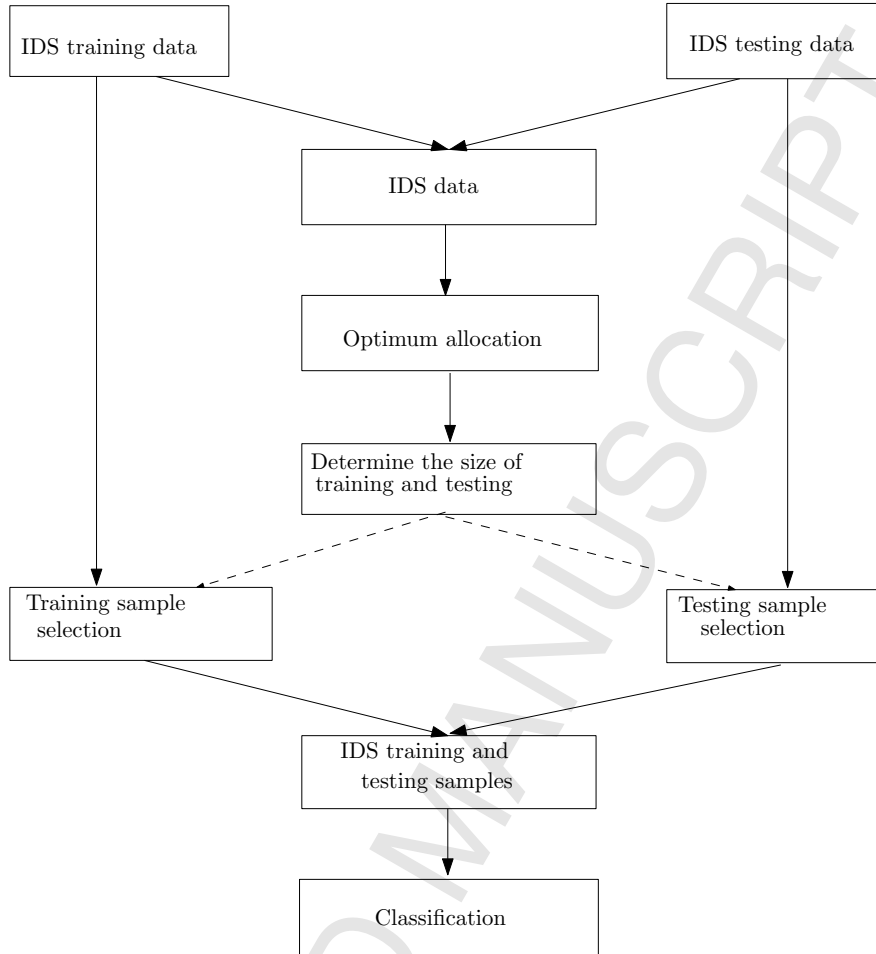 IDS training data
IDS testing data
IDS data
Optimum allocation
Determine the size of
training and testing
Training sample
selection
Testing sample
selection
IDS training and
testing samples
Classification
D MANUSCRIPT